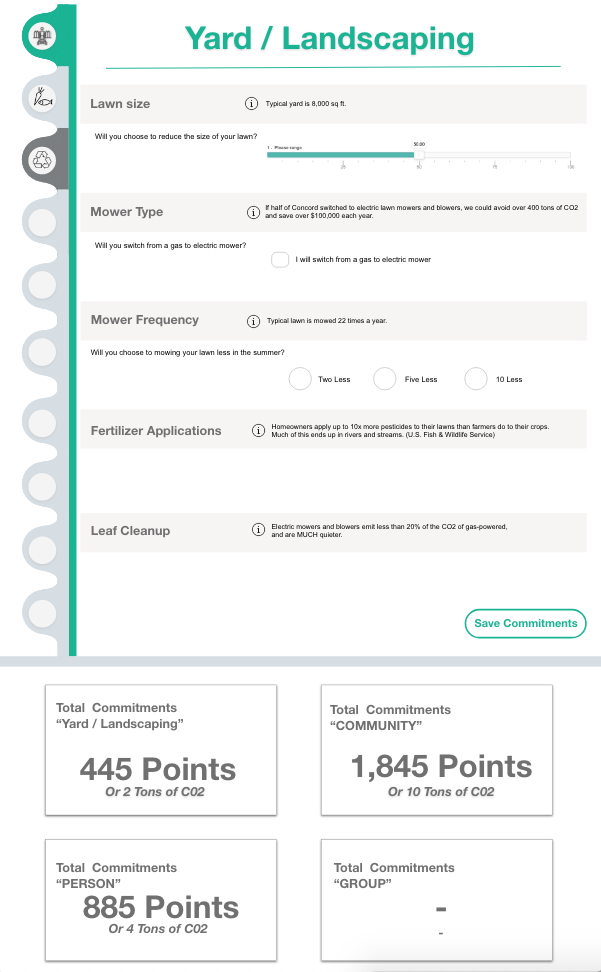 Yard / Landscaping
Lawn size
i
Typical yard is 8,000 sq ft.
Will you choose to reduce the size of your lawn?
1. Please range
50.00
25
50
75
100
Mower Type
i
If half of Concord switched to electric lawn mowers and blowers, we could avoid over 400 tons of CO2
and save over $100,000 each year.
Will you switch from a gas to electric mower?
I will switch from a gas to electric mower
Mower Frequency
i
Typical lawn is mowed 22 times a year.
Will you choose to mowing your lawn less in the summer?
Two Less
Five Less
10 Less
Fertilizer Applications
i
Homeowners apply up to 10x more pesticides to their lawns than farmers do to their crops.
Much of this ends up in rivers and streams. (U.S. Fish & Wildlife Service)
Leaf Cleanup
i
Electric mowers and blowers emit less than 20% of the CO2 of gas-powered,
and are MUCH quieter.
Save Commitments
Total Commitments
“Yard / Landscaping”
445 Points
Or 2 Tons of C02
Total Commitments
“COMMUNITY”
1,845 Points
Or 10 Tons of C02
Total Commitments
“PERSON”
885 Points
Or 4 Tons of C02
Total Commitments
“GROUP”
-
-